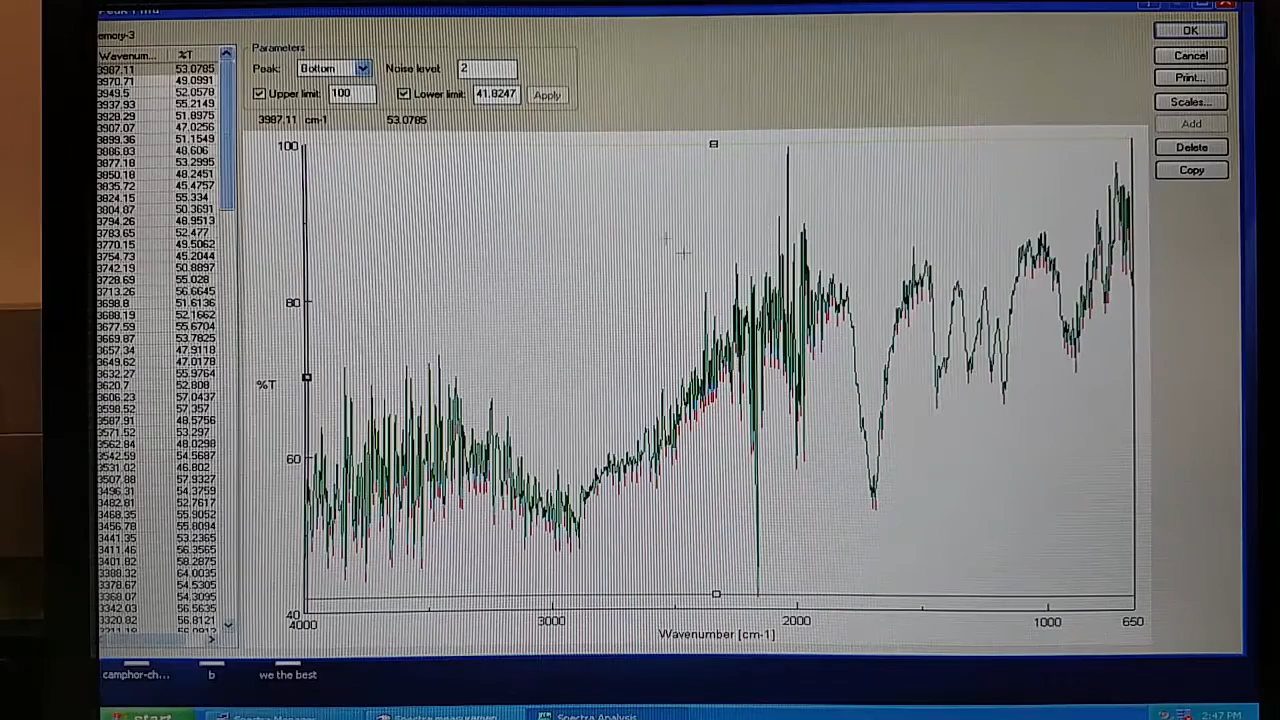 Peak Find
emory-3
Wavenum... %T
3987.11 53.0785
3970.71 49.0991
3949.5 52.0578
3937.93 55.2149
3928.29 51.8975
3907.07 47.0256
3899.36 51.1549
3886.83 48.606
3877.18 53.2995
3850.18 48.2451
3835.72 45.4757
3824.15 55.334
3804.87 50.3691
3794.26 48.9513
3783.65 52.477
3770.15 49.5062
3754.73 45.2044
3742.19 50.8897
3728.69 55.028
3713.26 56.6645
3698.8 51.6136
3688.19 52.1662
3677.59 55.6704
3669.87 53.7825
3657.34 47.9118
3649.62 47.0178
3632.27 55.9764
3620.7 52.808
3606.23 57.0437
3598.52 57.357
3587.91 48.5756
3571.52 53.297
3562.84 48.0298
3542.59 54.5687
3531.02 46.802
3507.88 57.9327
3496.31 54.3759
3482.81 52.7617
3468.35 55.9052
3456.78 55.8094
3441.35 53.2365
3411.46 56.3565
3401.82 58.2875
3388.32 64.0035
3378.67 54.5305
3368.07 54.3095
3342.03 56.5635
3320.82 56.8121
Parameters
Peak: Bottom Noise level: 2
Upper limit: 100 Lower limit: 41.8247 Apply
3987.11 cm-1 53.0785
OK
Cancel
Print...
Scales...
Add
Delete
Copy
100
80
%T
60
40
4000 3000 2000 1000 650
Wavenumber [cm-1]
camphor-ch... b we the best
start Spectra Manager Spectra measuremen Spectra Analysis 2:47 PM